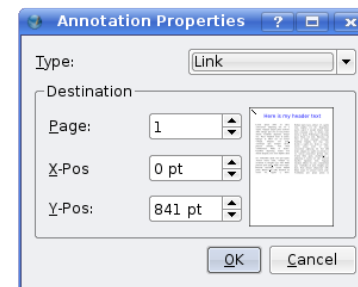 Annotation Properties ?
Type: Link
Destination
Page: 1
X-Pos 0 pt
Y-Pos: 841 pt
Here is my header text
OK Cancel